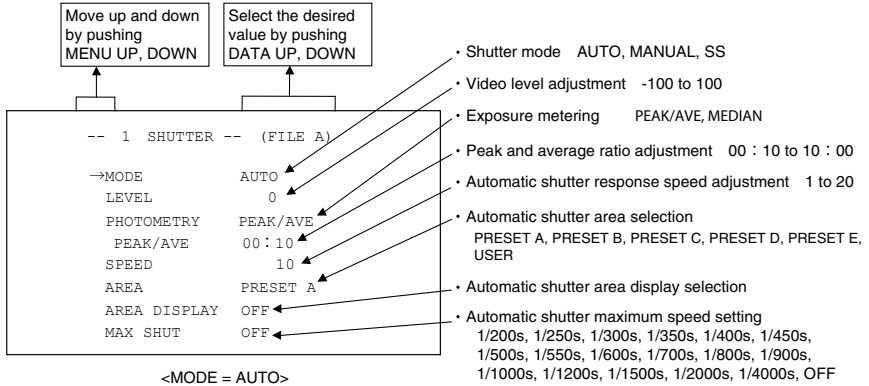 Move up and down
by pushing
MENU UP, DOWN
Select the desired
value by pushing
DATA UP, DOWN
-- 1 SHUTTER -- (FILE A)
→MODE AUTO
LEVEL 0
PHOTOMETRY PEAK/AVE
PEAK/AVE 00:10
SPEED 10
AREA PRESET A
AREA DISPLAY OFF
MAX SHUT OFF
<MODE = AUTO>
・Shutter mode AUTO, MANUAL, SS
・Video level adjustment -100 to 100
・Exposure metering PEAK/AVE, MEDIAN
・Peak and average ratio adjustment 00：10 to 10：00
・Automatic shutter response speed adjustment 1 to 20
・Automatic shutter area selection
PRESET A, PRESET B, PRESET C, PRESET D, PRESET E,
USER
・Automatic shutter area display selection
・Automatic shutter maximum speed setting
1/200s, 1/250s, 1/300s, 1/350s, 1/400s, 1/450s,
1/500s, 1/550s, 1/600s, 1/700s, 1/800s, 1/900s,
1/1000s, 1/1200s, 1/1500s, 1/2000s, 1/4000s, OFF